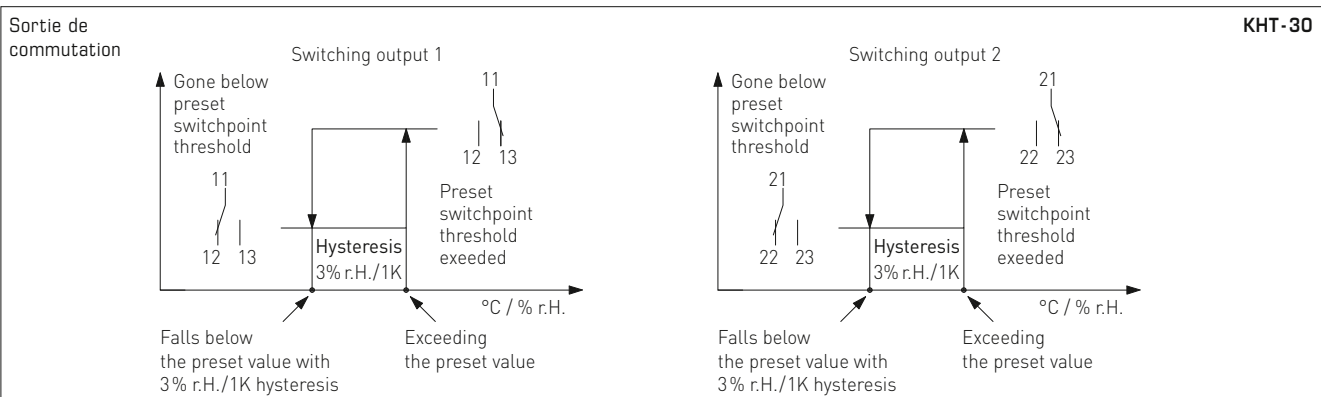 Sortie de
commutation
KHT-30
Switching output 1
Gone below
preset
switchpoint
threshold
11
12 13
11
12 13
Preset
switchpoint
threshold
exeeded
Hysteresis
3% r.H./1K
°C / % r.H.
Falls below
the preset value with
3% r.H./1K hysteresis
Exceeding
the preset value
Switching output 2
Gone below
preset
switchpoint
threshold
21
22 23
21
22 23
Preset
switchpoint
threshold
exeeded
Hysteresis
3% r.H./1K
°C / % r.H.
Falls below
the preset value with
3% r.H./1K hysteresis
Exceeding
the preset value